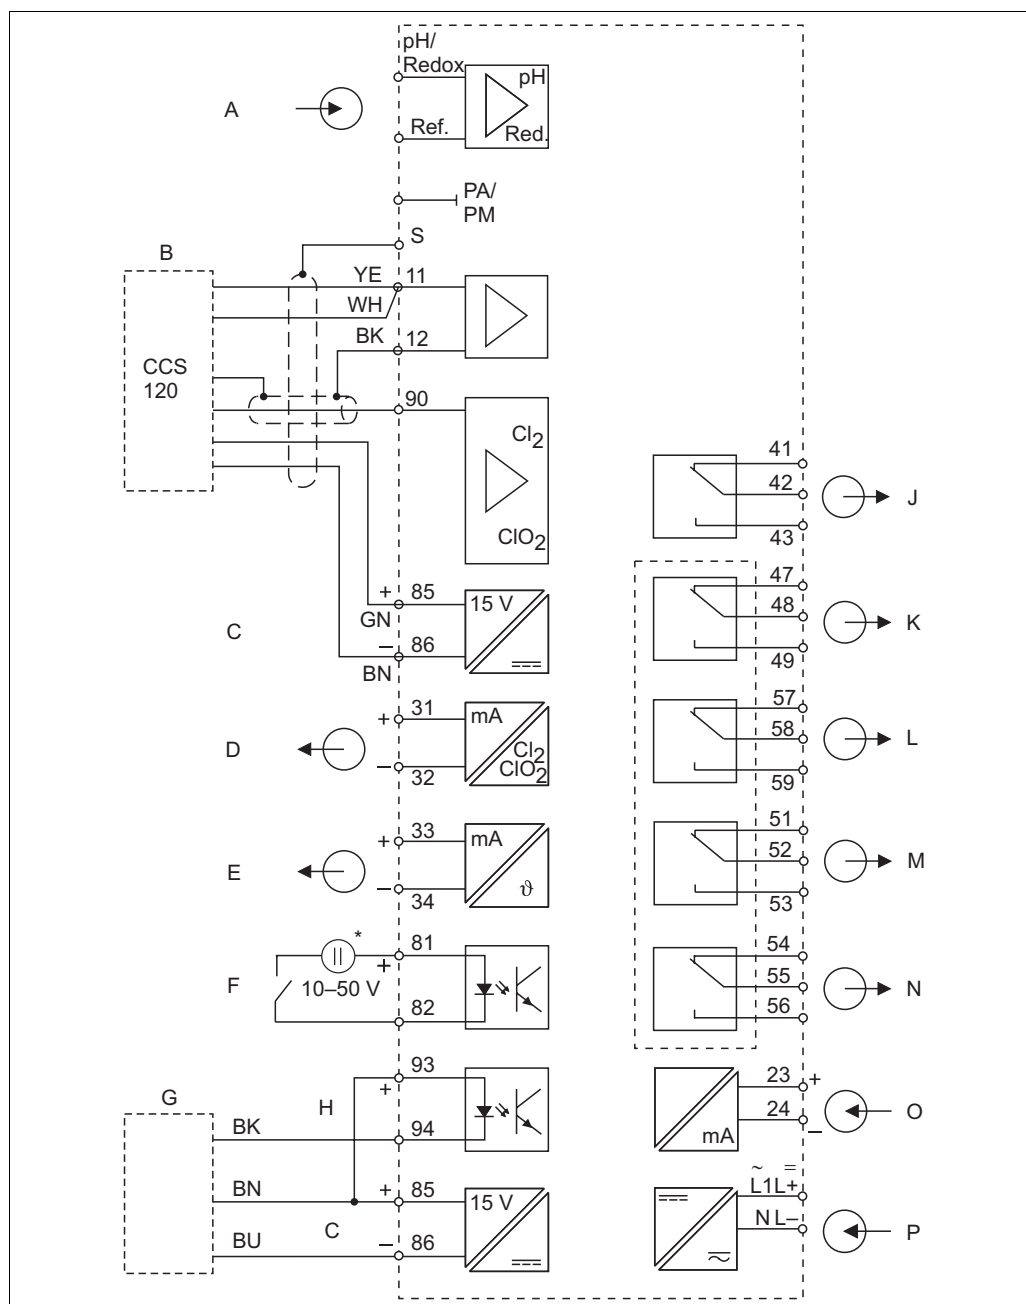 pH/
Redox
pH
A
Ref.
Red.
PA/
PM
S
B
YE
11
WH
BK
12
CCS
120
90
Cl2
ClO2
41
42
J
43
+
85
15 V
GN
C
–
86
BN
47
48
K
49
31
+
mA
D
Cl2
ClO2
–
32
57
58
L
59
33
+
mA
E
ϑ
–
34
51
52
M
53
*
81
+
F
10–50 V
82
54
55
N
56
93
+
G
H
BK
94
23
+
24
O
–
mA
BN
+
85
15 V
C
BU
–
86
~ =
L1L+
N L–
P
≂